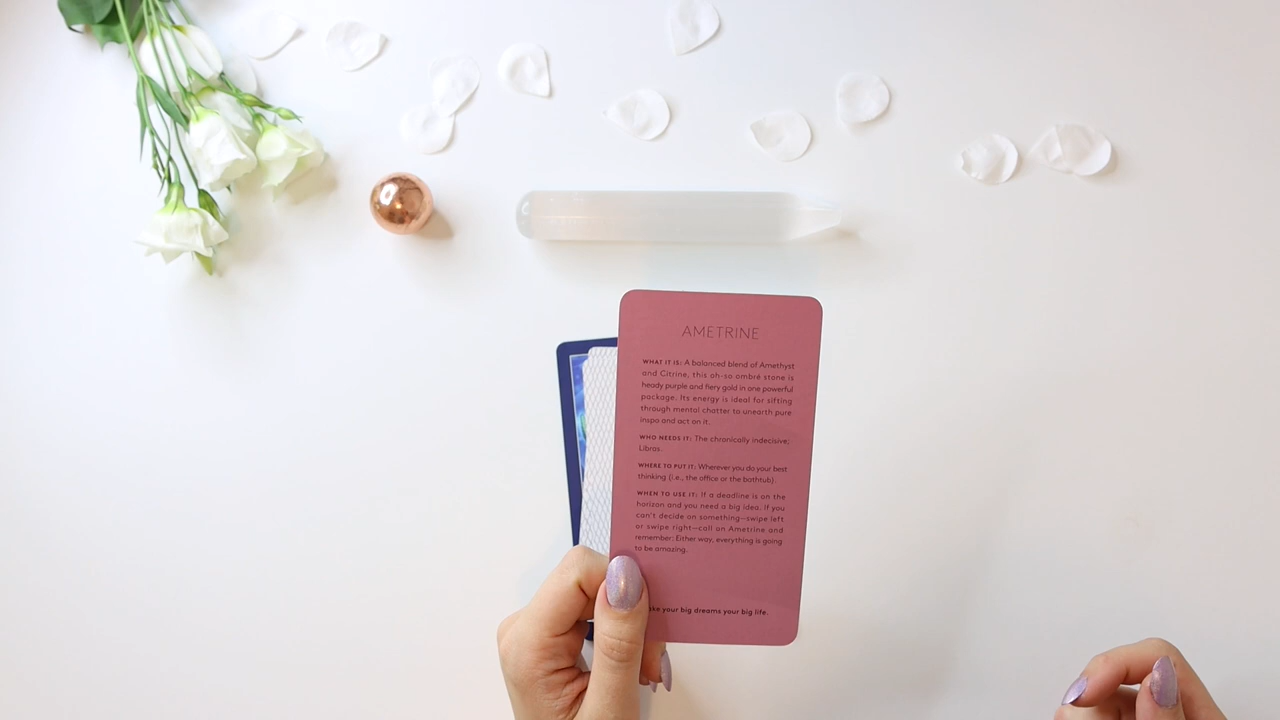 AMETRINE
WHAT IT IS: A balanced blend of Amethyst
and Citrine, this oh-so ombré stone is
heady purple and fiery gold in one powerful
package. Its energy is ideal for sifting
through mental chatter to unearth pure
inspo and act on it.
WHO NEEDS IT: The chronically indecisive;
Libras.
WHERE TO PUT IT: Wherever you do your best
thinking (i.e., the office or the bathtub).
WHEN TO USE IT: If a deadline is on the
horizon and you need a big idea. If you
can't decide on something—swipe left
or swipe right—call on Ametrine and
remember: Either way, everything is going
to be amazing.
your big dreams your big life.